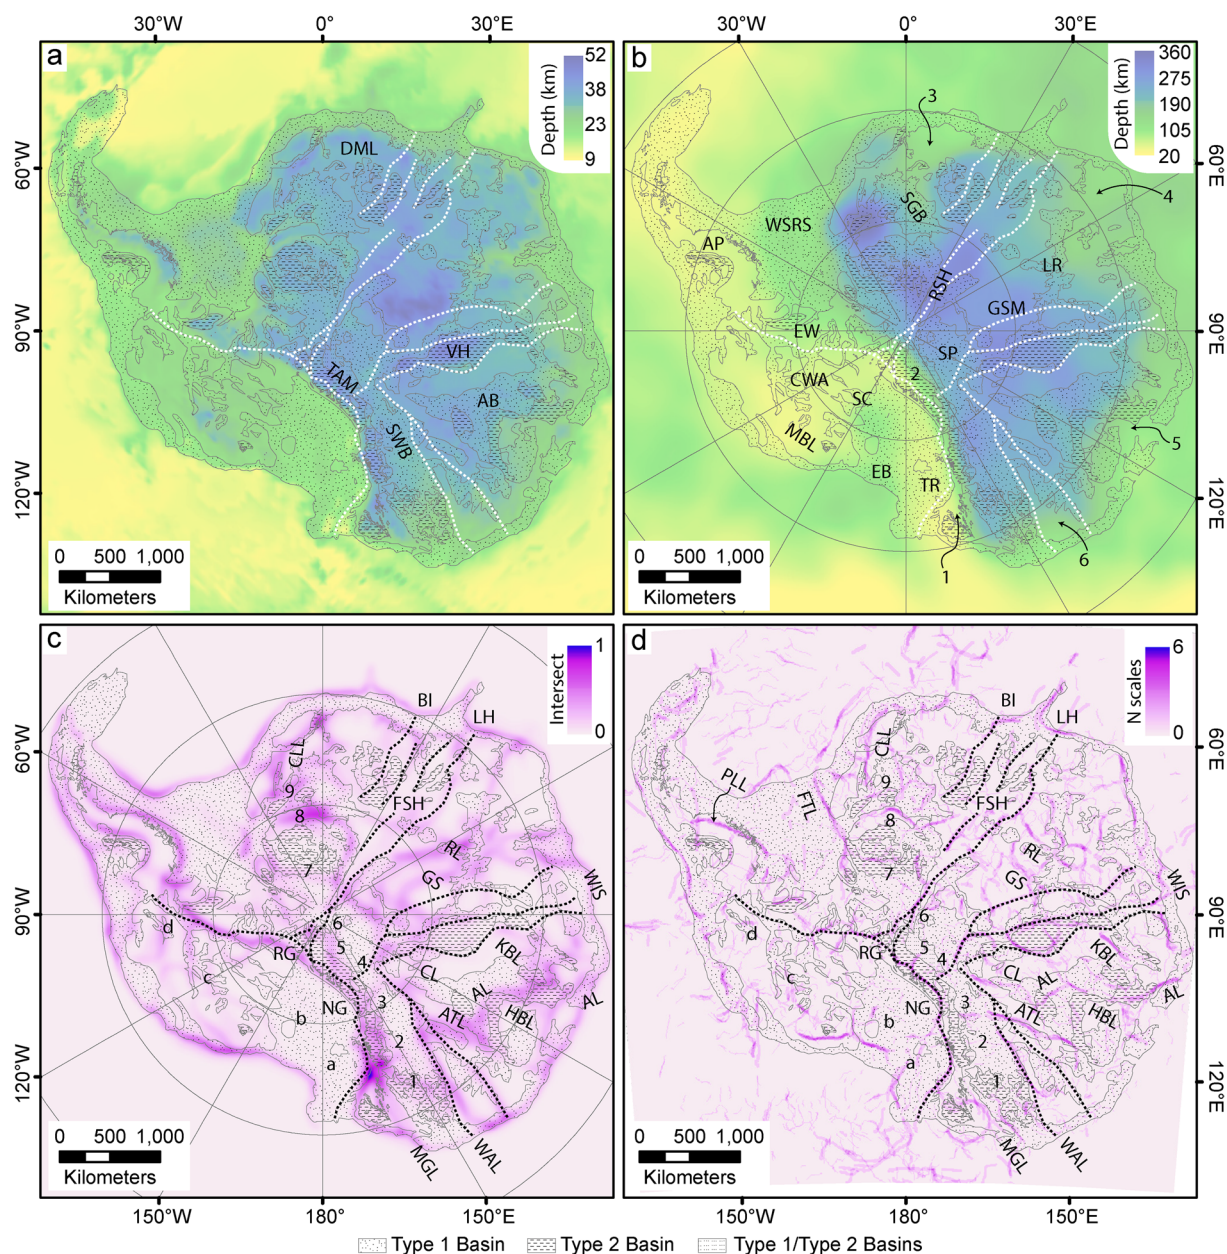 30°W 0° 30°E 0° 30°E
a
Depth (km)
52
38
23
9
DML
VH
AB
TAM
SWB
60°W
90°W
120°W
0 500 1,000
Kilometers
b
Depth (km)
360
275
190
105
20
3
4
SGB
WSRS
AP
LR
RSH
GSM
EW
SP
2
CWA
SC
MBL
EB
TR
5
1
6
60°E
90°E
120°E
0 500 1,000
Kilometers
c
Intersect
1
0
BI
LH
CLL
9
8
FSH
7
RL
GS
WIS
6
d
RG
5
4
KBL
CL
c
AL
NG
3
HBL
AL
b
ATL
2
a
1
MGL
WAL
60°W
90°W
120°W
0 500 1,000
Kilometers
d
N scales
6
0
BI
LH
CLL
PLL
FTL
9
8
FSH
7
RL
GS
WIS
6
d
RG
5
4
KBL
CL
c
AL
NG
3
HBL
AL
b
ATL
2
a
1
MGL
WAL
60°E
90°E
120°E
0 500 1,000
Kilometers
150°W 180° 150°E 150°W 180° 150°E
Type 1 Basin Type 2 Basin Type 1/Type 2 Basins